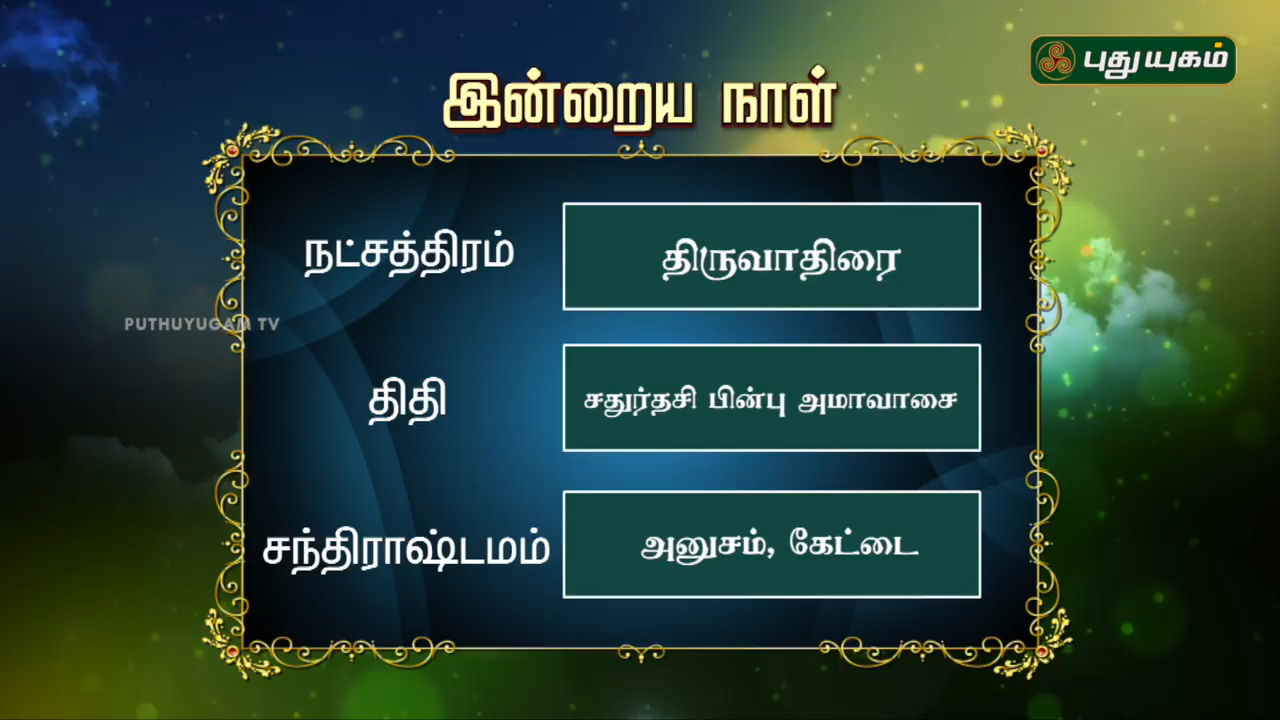 புதுயுகம்
இன்றைய நாள்
நட்சத்திரம்
திருவாதிரை
PUTHUYUGAM TV
திதி
சதுர்தசி பின்பு அமாவாசை
சந்திராஷ்டமம்
அனுசம், கேட்டை